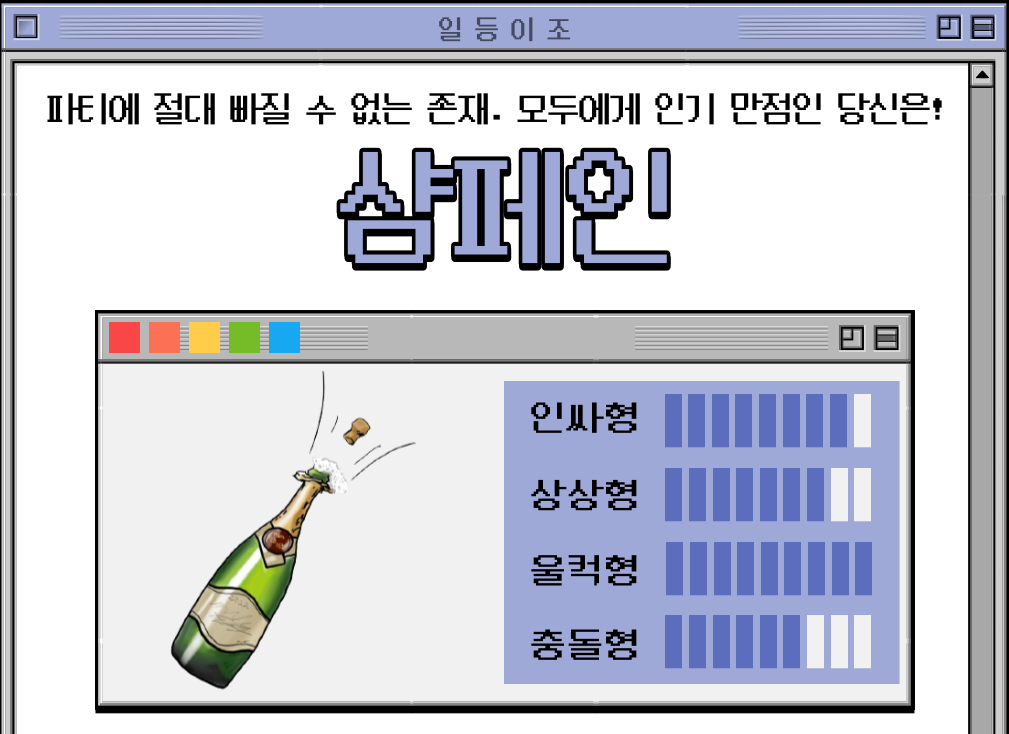 일등이조
파티에 절대 빠질 수 없는 존재. 모두에게 인기 만점인 당신은!
샴페인
인싸형
상상형
울컥형
충돌형